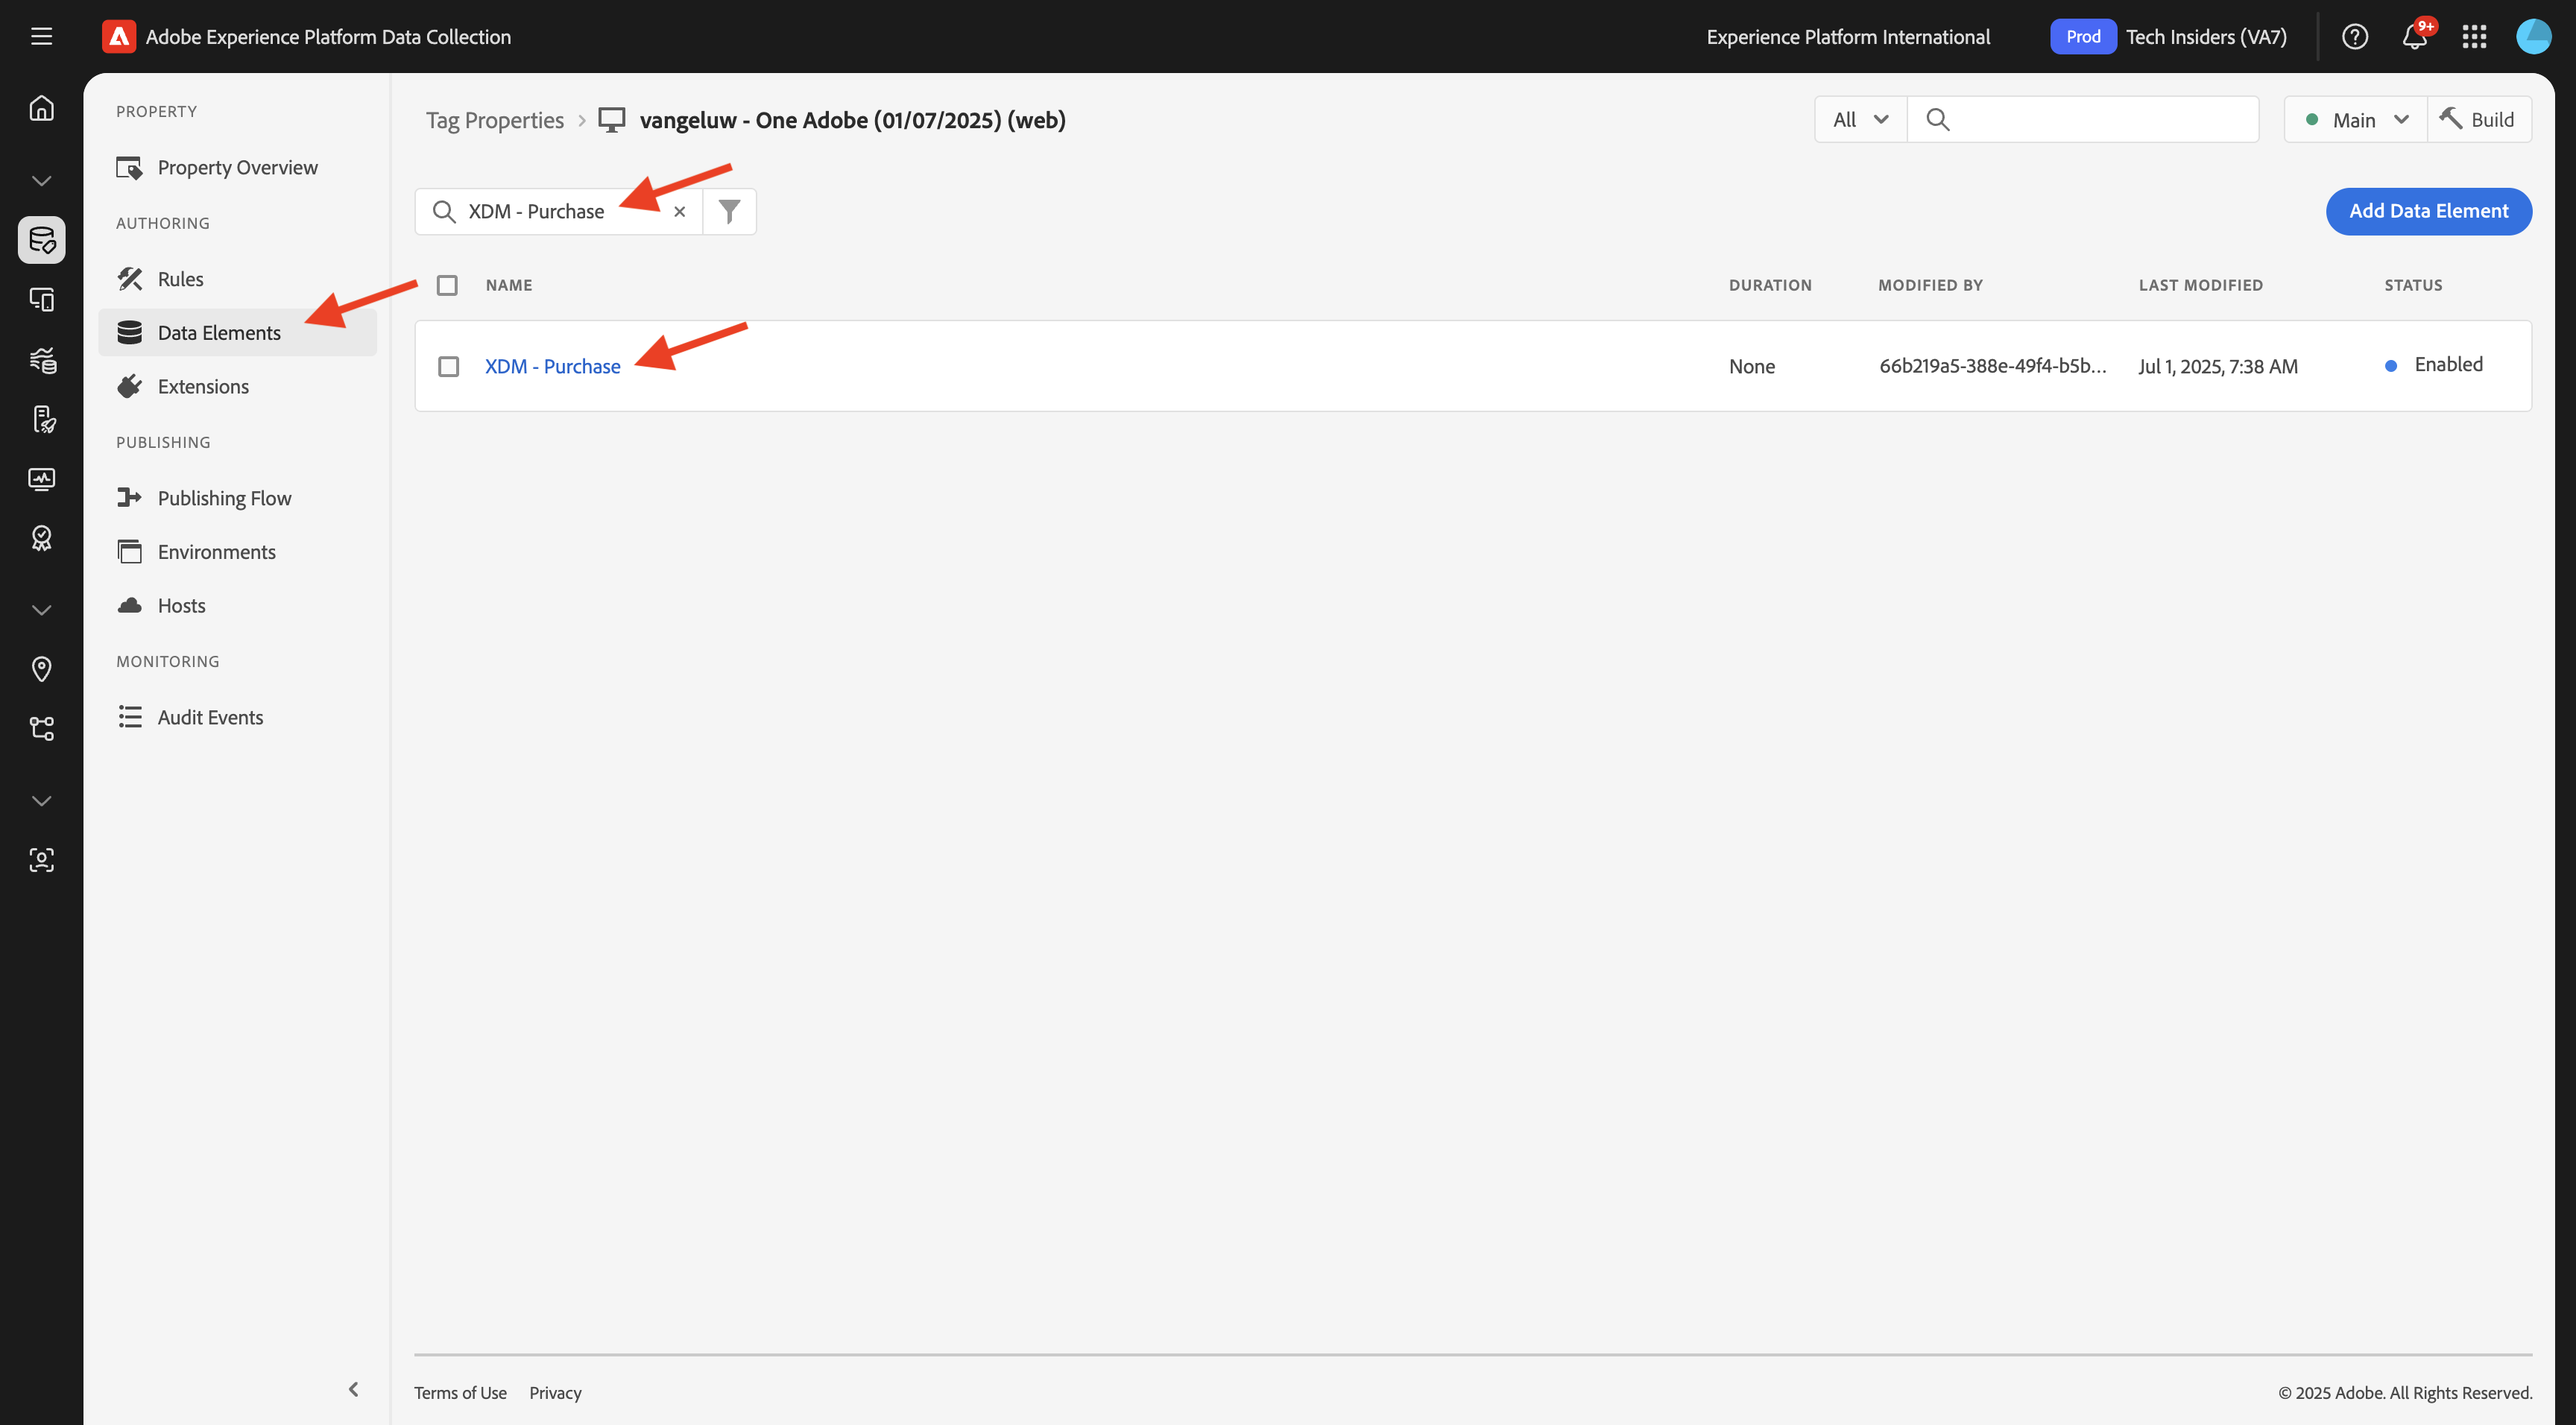 Adobe Experience Platform Data Collection
Experience Platform International
Prod
Tech Insiders (VA7)
9+
PROPERTY
Property Overview
AUTHORING
Rules
Data Elements
Extensions
PUBLISHING
Publishing Flow
Environments
Hosts
MONITORING
Audit Events
Tag Properties > vangeluw - One Adobe (01/07/2025) (web)
All
Main
Build
XDM - Purchase
Add Data Element
NAME DURATION MODIFIED BY LAST MODIFIED STATUS
XDM - Purchase None 66b219a5-388e-49f4-b5b... Jul 1, 2025, 7:38 AM Enabled
Terms of Use Privacy
© 2025 Adobe. All Rights Reserved.